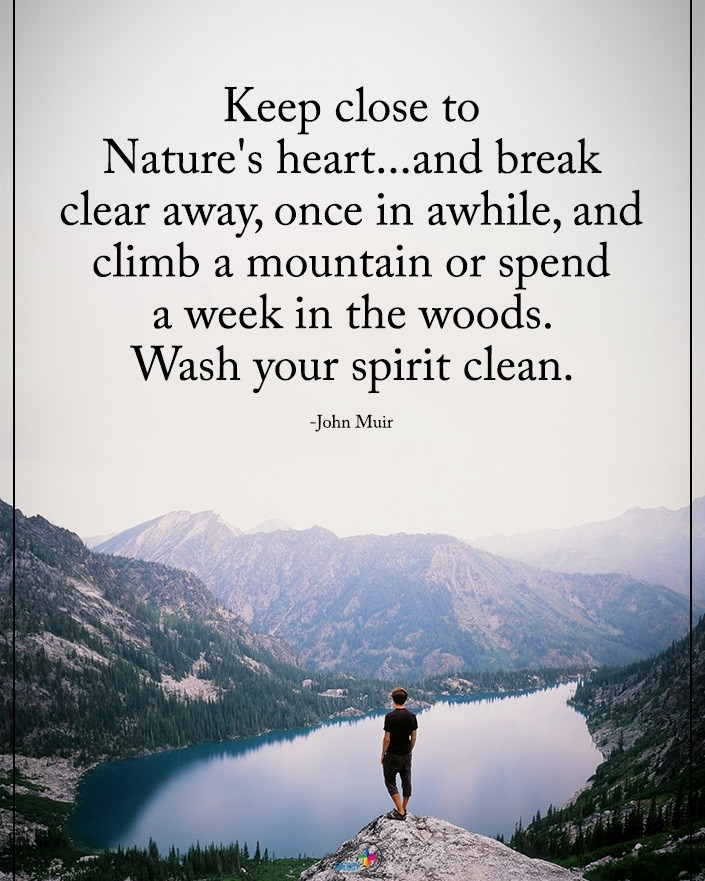 Keep close to
Nature's heart...and break
clear away, once in awhile, and
climb a mountain or spend
a week in the woods.
Wash your spirit clean.
-John Muir